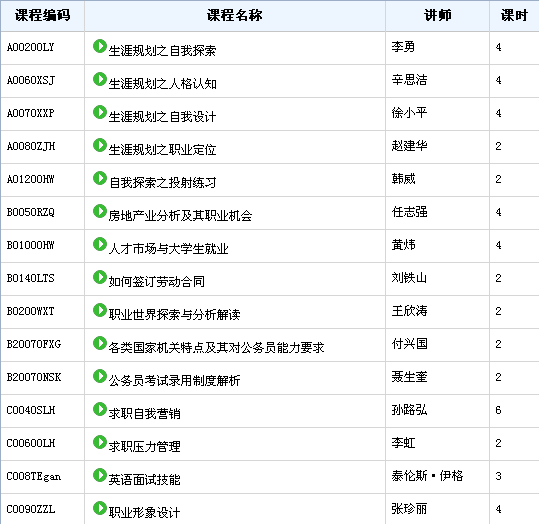 课程编码 课程名称 讲师 课时
A0020OLY 生涯规划之自我探索 李勇 4
A0060XSJ 生涯规划之人格认知 辛思洁 4
A0070XXP 生涯规划之自我设计 徐小平 4
A0080ZJH 生涯规划之职业定位 赵建华 2
A0120OHW 自我探索之投射练习 韩威 2
B0050RZQ 房地产业分析及其职业机会 任志强 4
B0100OHW 人才市场与大学生就业 黄炜 4
B0140LTS 如何签订劳动合同 刘铁山 2
B0200WXT 职业世界探索与分析解读 王欣涛 2
B20070FXG 各类国家机关特点及其对公务员能力要求 付兴国 2
B20070NSK 公务员考试录用制度解析 聂生奎 2
C0040SLH 求职自我营销 孙路弘 6
C0060OLH 求职压力管理 李虹 2
C008TEgan 英语面试技能 泰伦斯·伊格 3
C0090ZZL 职业形象设计 张珍丽 4